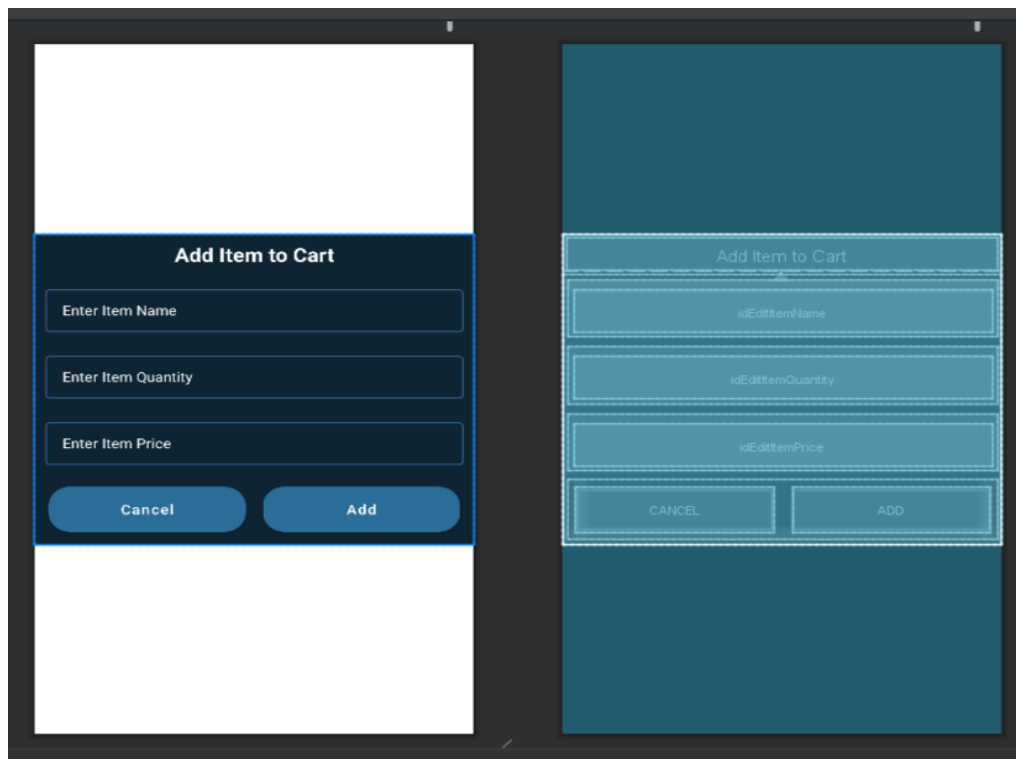 Add Item to Cart
Enter Item Name
Enter Item Quantity
Enter Item Price
Cancel Add
Add Item to Cart
idEditItemName
idEditItemQuantity
idEditItemPrice
CANCEL ADD